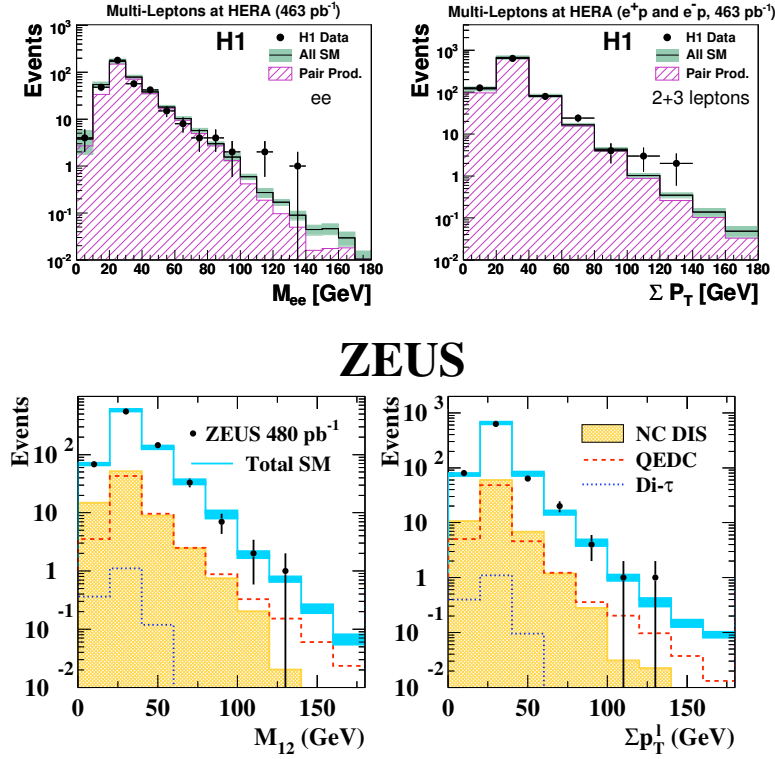 Multi-Leptons at HERA (463 pb⁻¹)
Events
H1
H1 Data
All SM
Pair Prod.
ee
10³
10²
10
1
10⁻¹
10⁻²
0 20 40 60 80 100 120 140 160 180
M_ee [GeV]
Multi-Leptons at HERA (e⁺p and e⁻p, 463 pb⁻¹)
Events
H1
H1 Data
All SM
Pair Prod.
2+3 leptons
10⁴
10³
10²
10
1
10⁻¹
10⁻²
0 20 40 60 80 100 120 140 160 180
Σ P_T [GeV]
ZEUS
Events
ZEUS 480 pb⁻¹
Total SM
10²
10
1
10⁻¹
10⁻²
0 50 100 150
M₁₂ (GeV)
Events
NC DIS
QEDC
Di-τ
10³
10²
10
1
10⁻¹
10⁻²
0 50 100 150
Σp_T^l (GeV)